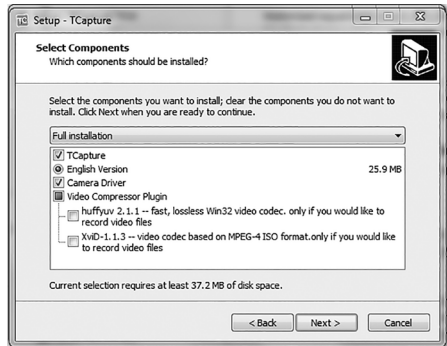 Setup - TCapture
Select Components
Which components should be installed?
Select the components you want to install; clear the components you do not want to
install. Click Next when you are ready to continue.
Full installation
TCapture
English Version 25.9 MB
Camera Driver
Video Compressor Plugin
huffyuv 2.1.1 -- fast, lossless Win32 video codec. only if you would like to
record video files
XviD-1.1.3 -- video codec based on MPEG-4 ISO format.only if you would like
to record video files
Current selection requires at least 37.2 MB of disk space.
< Back Next > Cancel